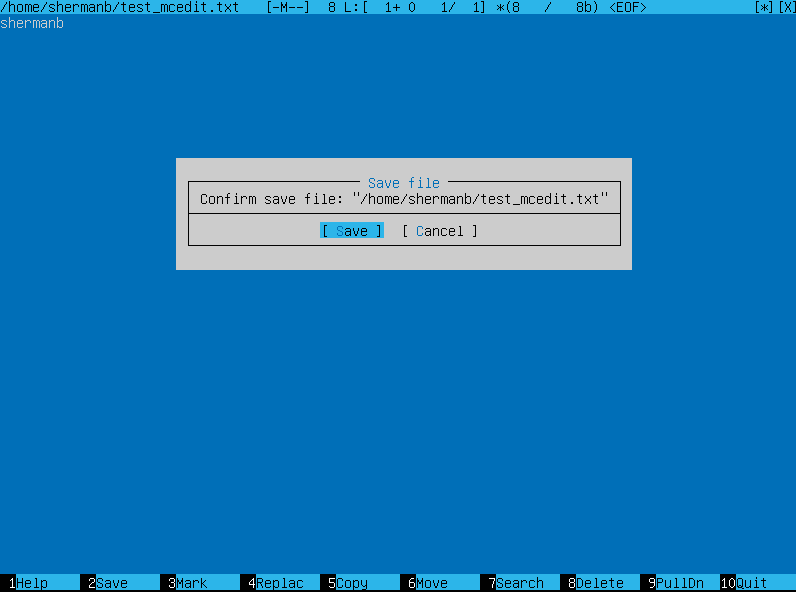 /home/shermanb/test_mcedit.txt   [-M--]  8 L:[  1+ 0   1/  1] *(8   /   8b) <EOF>   [*][X]
shermanb
Save file
Confirm save file: "/home/shermanb/test_mcedit.txt"
[ Save ]  [ Cancel ]
1Help  2Save  3Mark  4Replac  5Copy  6Move  7Search  8Delete  9PullDn  10Quit